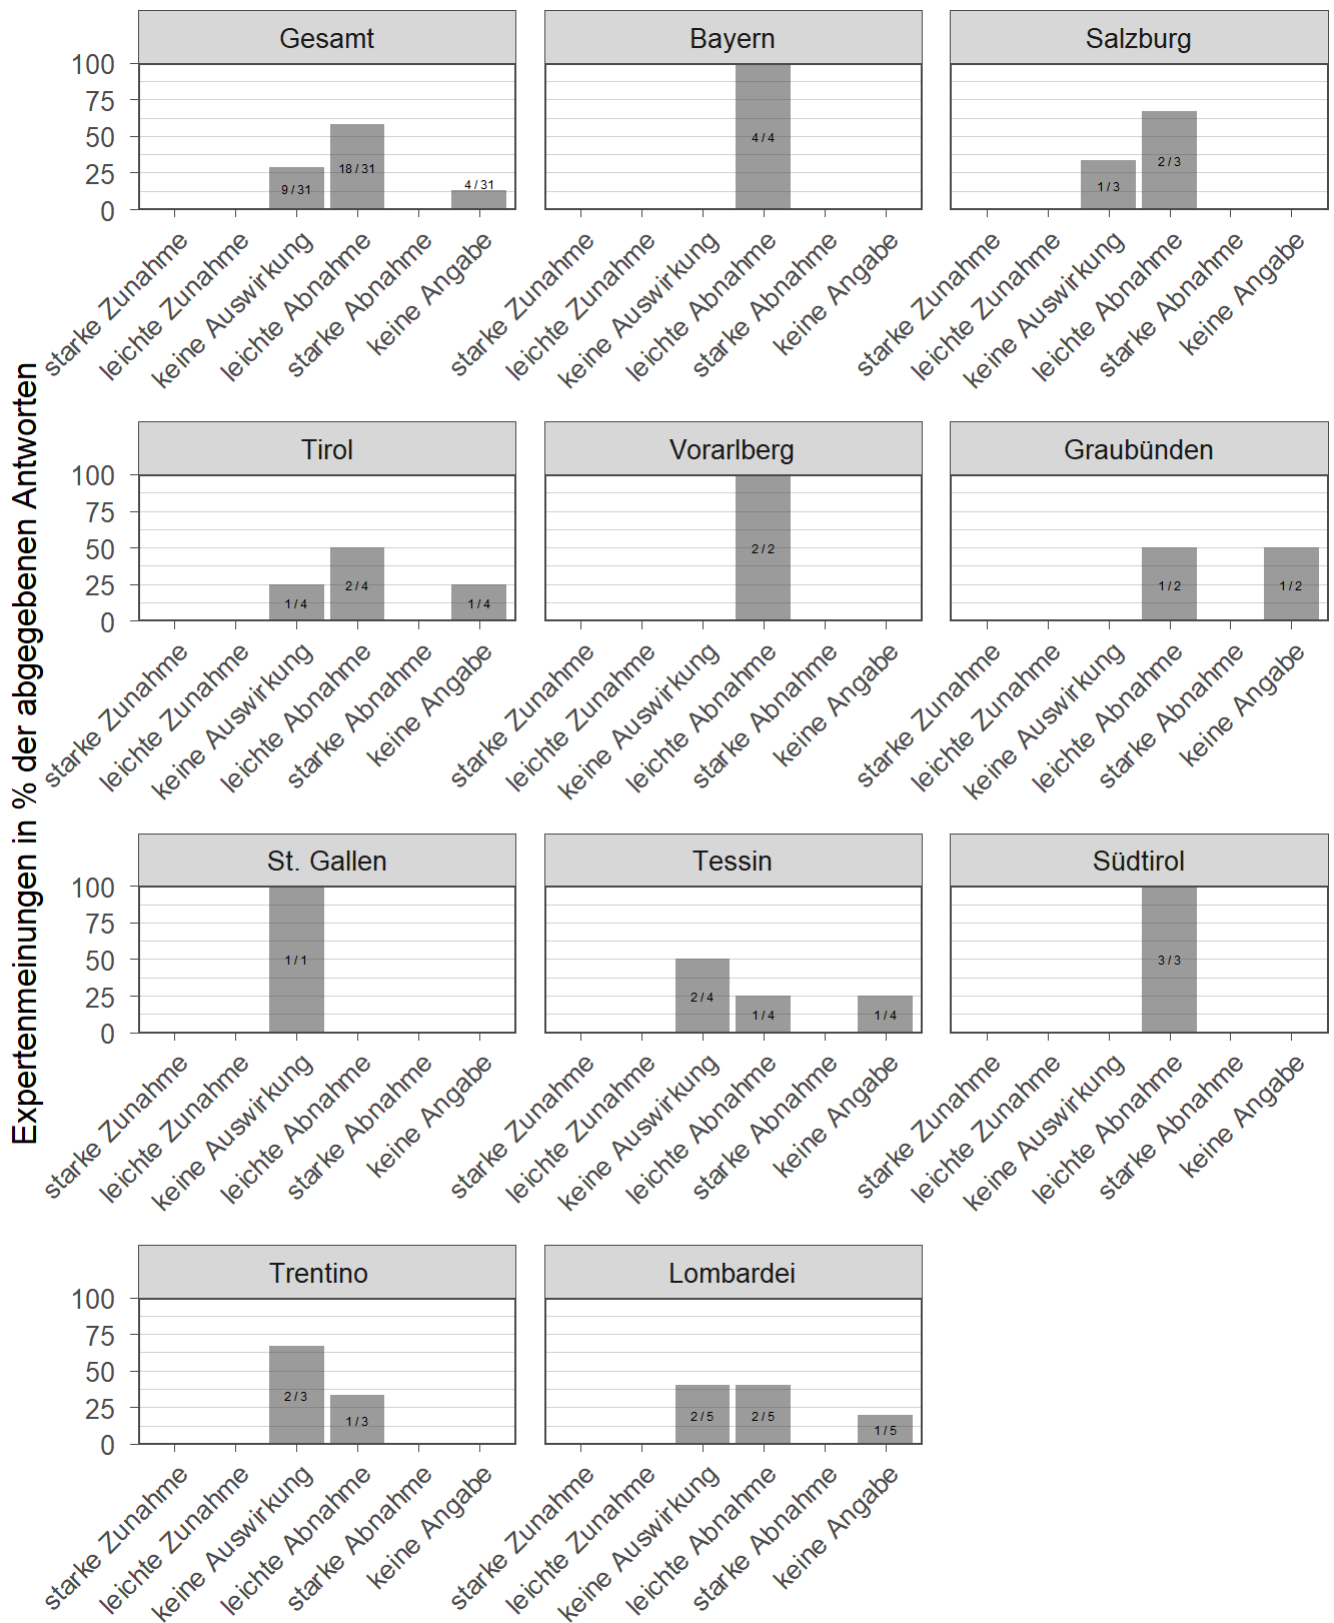 Expertenmeinungen in % der abgegebenen Antworten
Gesamt
100
75
50
25
0
9 / 31
18 / 31
4 / 31
starke Zunahme
leichte Zunahme
keine Auswirkung
leichte Abnahme
starke Abnahme
keine Angabe
Bayern
4 / 4
starke Zunahme
leichte Zunahme
keine Auswirkung
leichte Abnahme
starke Abnahme
keine Angabe
Salzburg
1 / 3
2 / 3
starke Zunahme
leichte Zunahme
keine Auswirkung
leichte Abnahme
starke Abnahme
keine Angabe
Tirol
100
75
50
25
0
1 / 4
2 / 4
1 / 4
starke Zunahme
leichte Zunahme
keine Auswirkung
leichte Abnahme
starke Abnahme
keine Angabe
Vorarlberg
2 / 2
starke Zunahme
leichte Zunahme
keine Auswirkung
leichte Abnahme
starke Abnahme
keine Angabe
Graubünden
1 / 2
1 / 2
starke Zunahme
leichte Zunahme
keine Auswirkung
leichte Abnahme
starke Abnahme
keine Angabe
St. Gallen
100
75
50
25
0
1 / 1
starke Zunahme
leichte Zunahme
keine Auswirkung
leichte Abnahme
starke Abnahme
keine Angabe
Tessin
2 / 4
1 / 4
1 / 4
starke Zunahme
leichte Zunahme
keine Auswirkung
leichte Abnahme
starke Abnahme
keine Angabe
Südtirol
3 / 3
starke Zunahme
leichte Zunahme
keine Auswirkung
leichte Abnahme
starke Abnahme
keine Angabe
Trentino
100
75
50
25
0
2 / 3
1 / 3
starke Zunahme
leichte Zunahme
keine Auswirkung
leichte Abnahme
starke Abnahme
keine Angabe
Lombardei
2 / 5
2 / 5
1 / 5
starke Zunahme
leichte Zunahme
keine Auswirkung
leichte Abnahme
starke Abnahme
keine Angabe